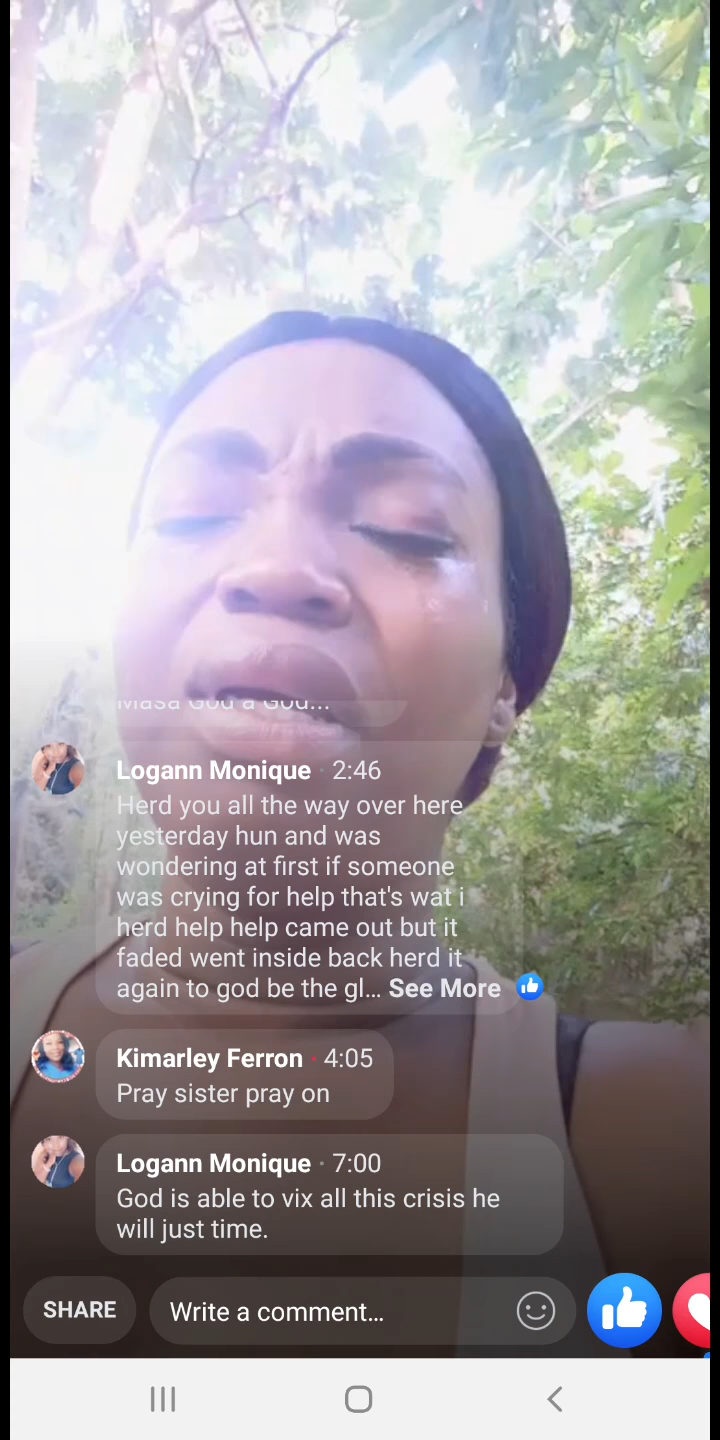 Masa God a God...
Logann Monique · 2:46
Herd you all the way over here
yesterday hun and was
wondering at first if someone
was crying for help that's wat i
herd help help came out but it
faded went inside back herd it
again to god be the gl... See More
Kimarley Ferron · 4:05
Pray sister pray on
Logann Monique · 7:00
God is able to vix all this crisis he
will just time.
SHARE
Write a comment...